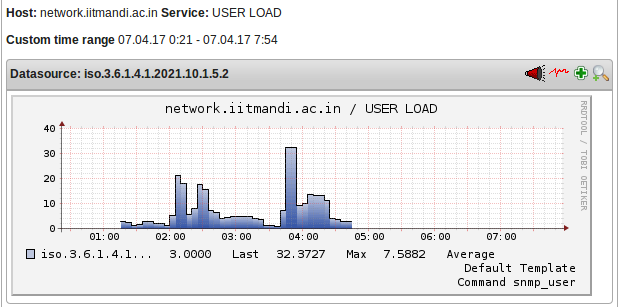 Host: network.iitmandi.ac.in Service: USER LOAD
Custom time range 07.04.17 0:21 - 07.04.17 7:54
Datasource: iso.3.6.1.4.1.2021.10.1.5.2
network.iitmandi.ac.in / USER LOAD
RRDTOOL / TOBI OETIKER
40
30
20
10
0
01:00 02:00 03:00 04:00 05:00 06:00 07:00
iso.3.6.1.4.1... 3.0000 Last 32.3727 Max 7.5882 Average
Default Template
Command snmp_user